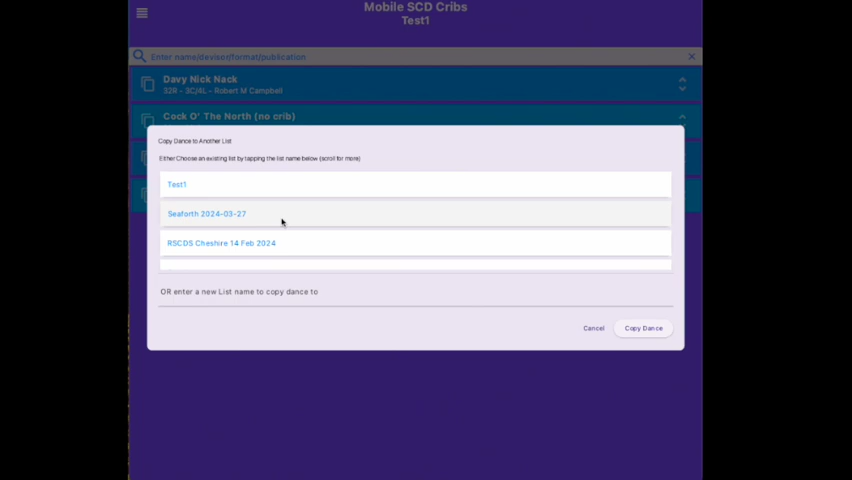 Mobile SCD Cribs
Test1
Enter name/devisor/format/publication
Davy Nick Nack
32R - 3C/4L - Robert M Campbell
Cock O' The North (no crib)
Copy Dance to Another List
Either Choose an existing list by tapping the list name below (scroll for more)
Test1
Seaforth 2024-03-27
RSCDS Cheshire 14 Feb 2024
OR enter a new List name to copy dance to
Cancel
Copy Dance